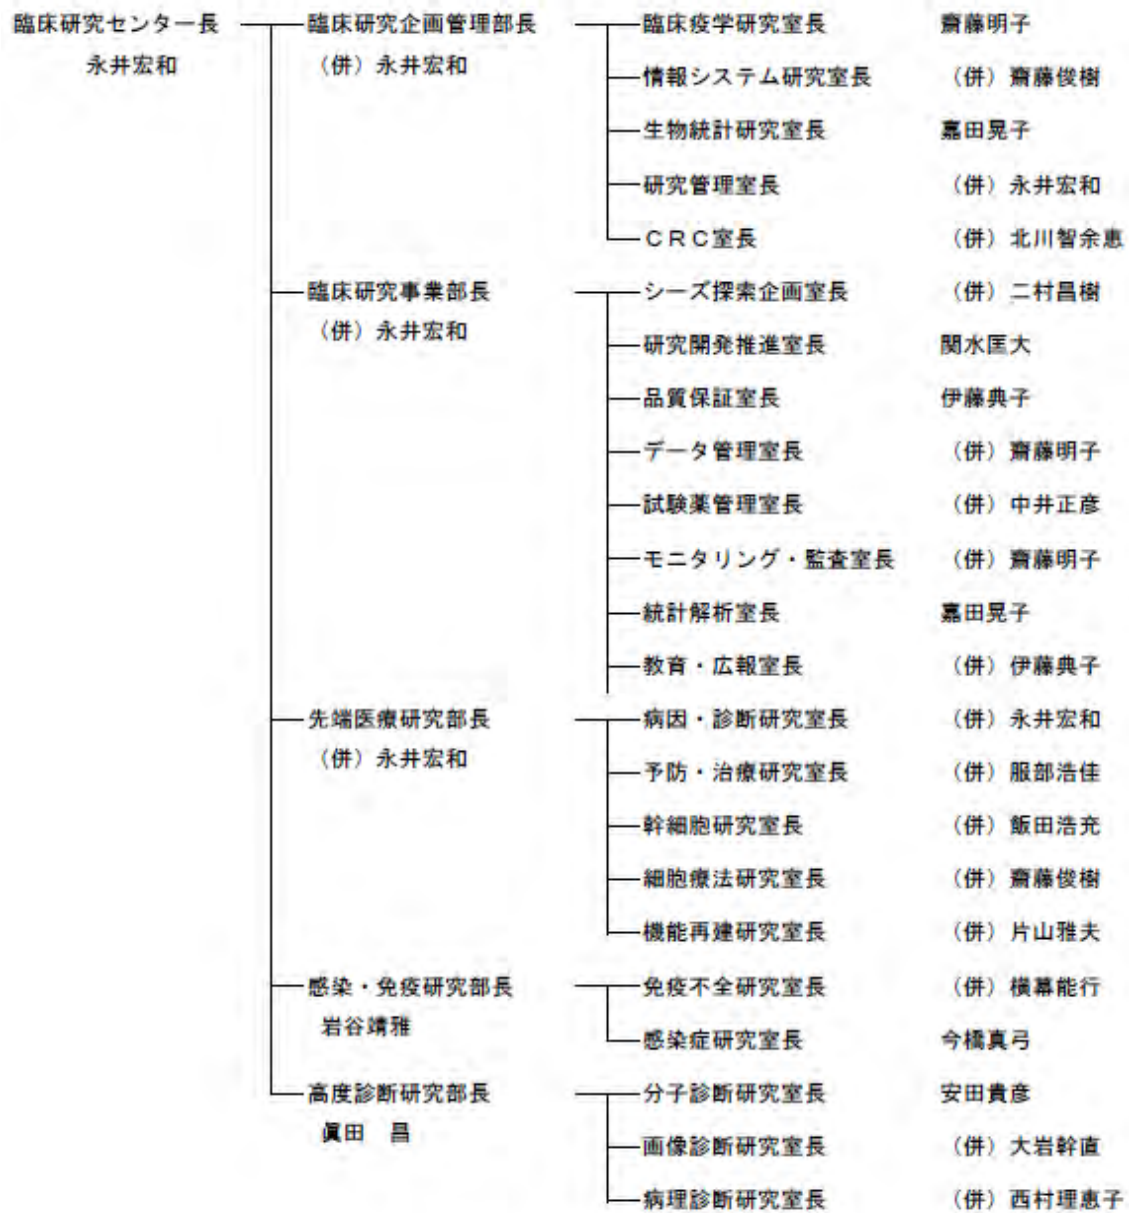 臨床研究センター長 臨床研究企画管理部長 臨床疫学研究室長 齋藤明子
永井宏和 （併）永井宏和
情報システム研究室長 （併）齋藤俊樹
生物統計研究室長 嘉田晃子
研究管理室長 （併）永井宏和
ＣＲＣ室長 （併）北川智余恵
臨床研究事業部長 シーズ探索企画室長 （併）二村昌樹
（併）永井宏和
研究開発推進室長 関水匡大
品質保証室長 伊藤典子
データ管理室長 （併）齋藤明子
試験薬管理室長 （併）中井正彦
モニタリング・監査室長 （併）齋藤明子
統計解析室長 嘉田晃子
教育・広報室長 （併）伊藤典子
先端医療研究部長 病因・診断研究室長 （併）永井宏和
（併）永井宏和
予防・治療研究室長 （併）服部浩佳
幹細胞研究室長 （併）飯田浩充
細胞療法研究室長 （併）齋藤俊樹
機能再建研究室長 （併）片山雅夫
感染・免疫研究部長 免疫不全研究室長 （併）横幕能行
岩谷靖雅
感染症研究室長 今橋真弓
高度診断研究部長 分子診断研究室長 安田貴彦
眞田　昌
画像診断研究室長 （併）大岩幹直
病理診断研究室長 （併）西村理恵子